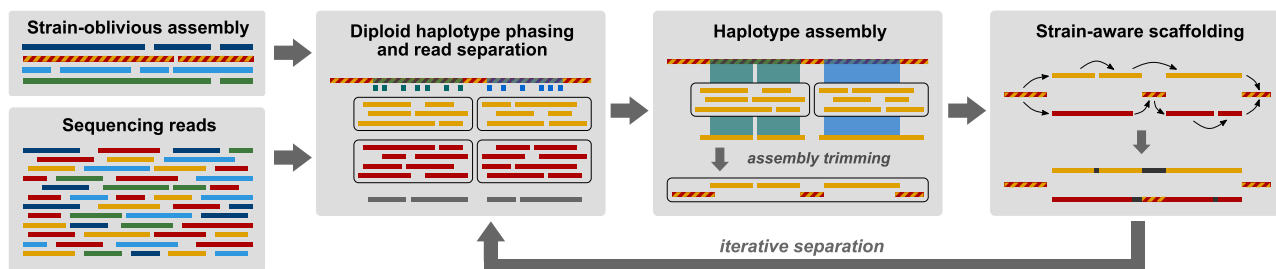 Strain-oblivious assembly
Sequencing reads
Diploid haplotype phasing
and read separation
Haplotype assembly
assembly trimming
Strain-aware scaffolding
iterative separation